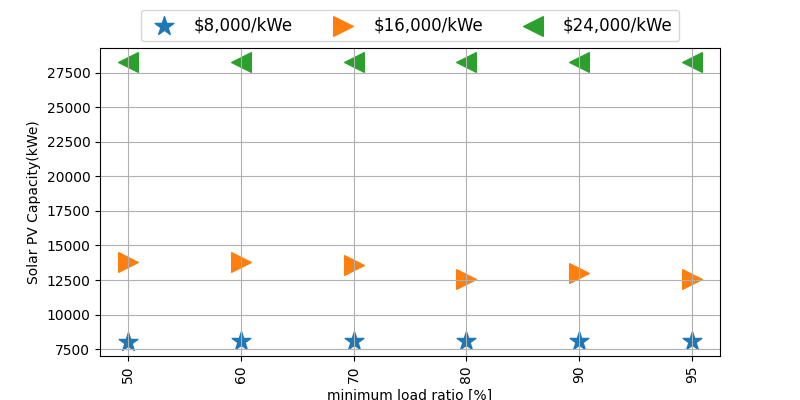 $8,000/kWe $16,000/kWe $24,000/kWe
27500
25000
22500
20000
17500
15000
12500
10000
7500
Solar PV Capacity(kWe)
50 60 70 80 90 95
minimum load ratio [%]